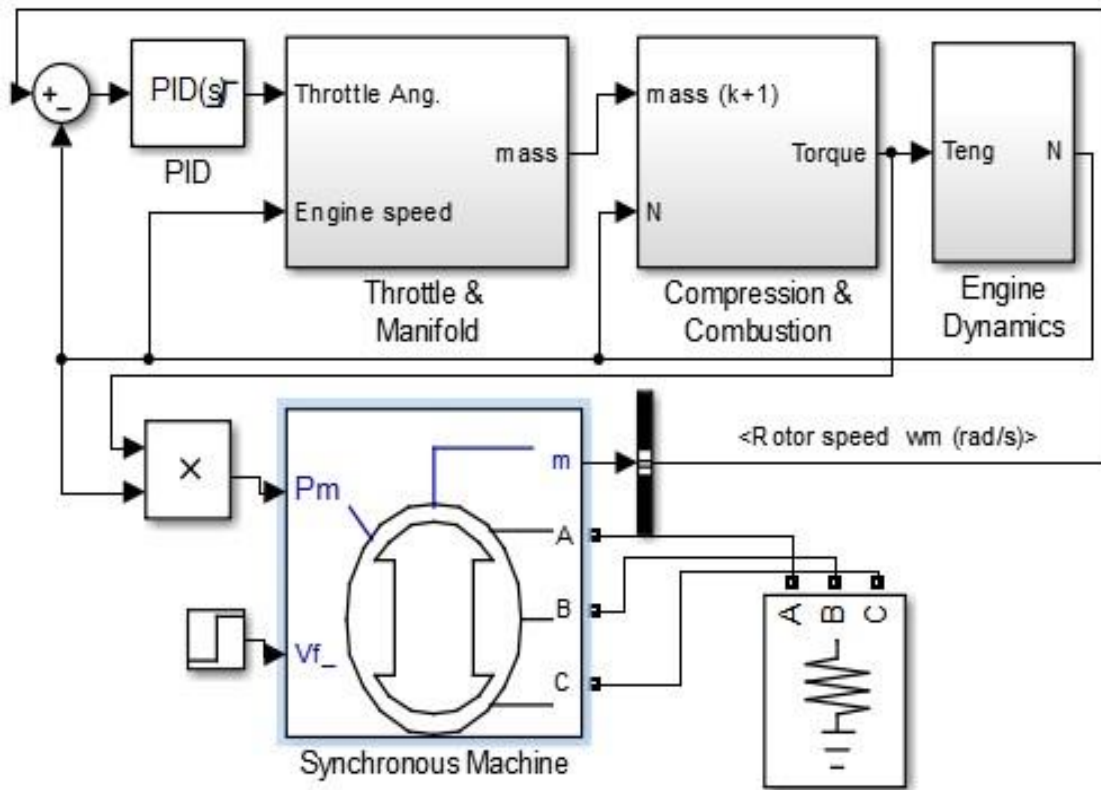 +
_
PID(s)
PID
Throttle Ang.
mass
Engine speed
Throttle &
Manifold
mass (k+1)
Torque
N
Compression &
Combustion
Teng
N
Engine
Dynamics
×
<Rotor speed wm (rad/s)>
Pm
m
A
B
C
Vf_
Synchronous Machine
A
B
C